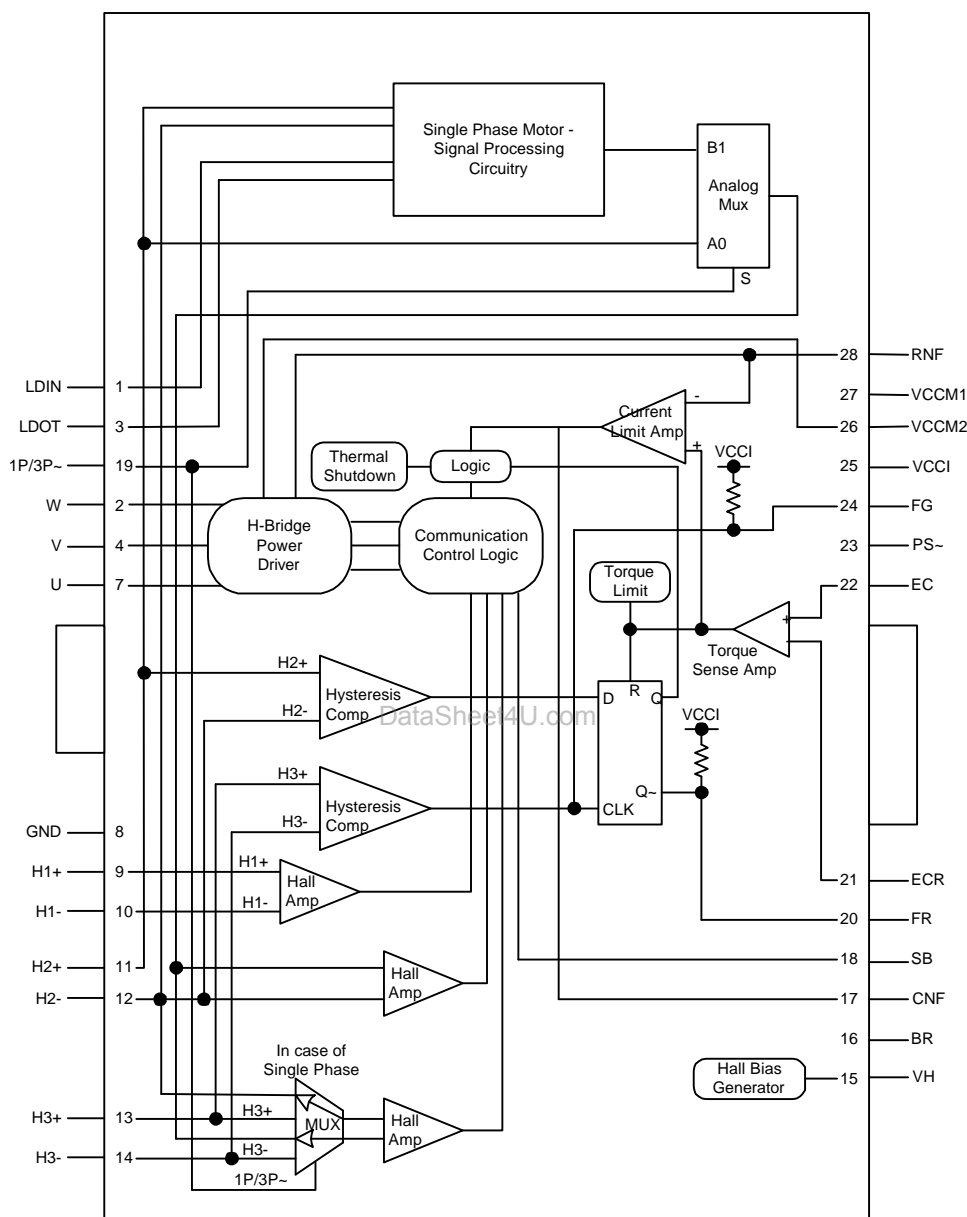 Single Phase Motor -
Signal Processing
Circuitry
B1
Analog
Mux
A0
S
LDIN
1
LDOT
3
1P/3P~
19
W
2
V
4
U
7
GND
8
H1+
9
H1-
10
H2+
11
H2-
12
H3+
13
H3-
14
28
RNF
27
VCCM1
26
VCCM2
25
VCCI
24
FG
23
PS~
22
EC
21
ECR
20
FR
18
SB
17
CNF
16
BR
15
VH
Current
Limit Amp
-
+
Thermal
Shutdown
Logic
VCCI
H-Bridge
Power
Driver
Communication
Control Logic
Torque
Limit
+
-
Torque
Sense Amp
H2+
H2-
Hysteresis
Comp
DataSheet4U.com
D
R
Q
Q~
CLK
VCCI
H3+
H3-
Hysteresis
Comp
H1+
H1-
Hall
Amp
Hall
Amp
In case of
Single Phase
H3+
MUX
H3-
1P/3P~
Hall
Amp
Hall Bias
Generator